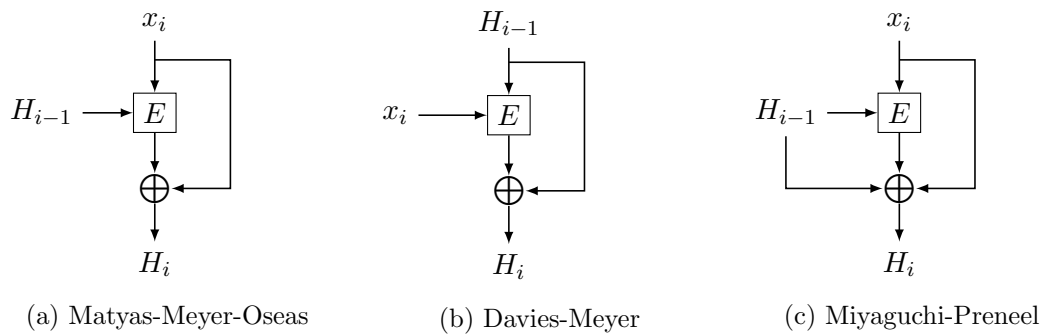 x_i
H_{i−1}
E
H_i
(a) Matyas-Meyer-Oseas
H_{i−1}
x_i
E
H_i
(b) Davies-Meyer
x_i
H_{i−1}
E
H_i
(c) Miyaguchi-Preneel